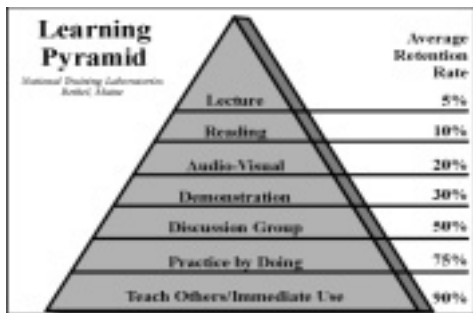 Learning
Pyramid
National Training Laboratories
Bethel, Maine
Average
Retention
Rate
Lecture 5%
Reading 10%
Audio-Visual 20%
Demonstration 30%
Discussion Group 50%
Practice by Doing 75%
Teach Others/Immediate Use 90%